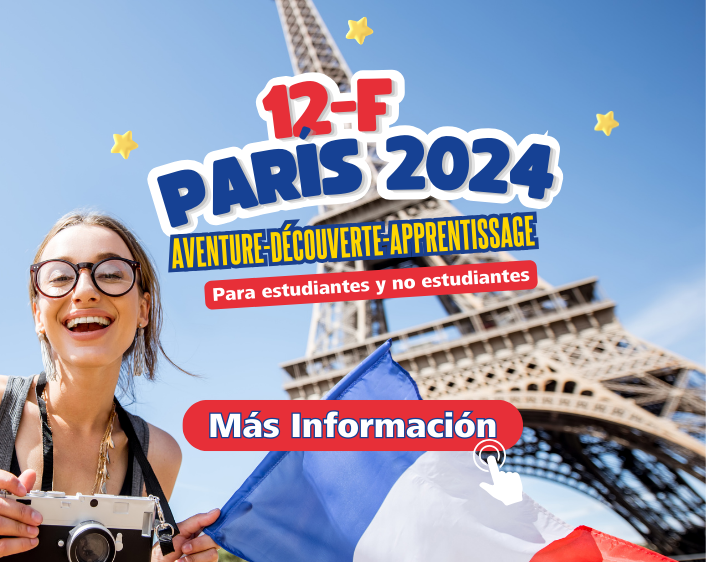 12-F
PARÍS 2024
AVENTURE-DÉCOUVERTE-APPRENTISSAGE
Para estudiantes y no estudiantes
Más Información